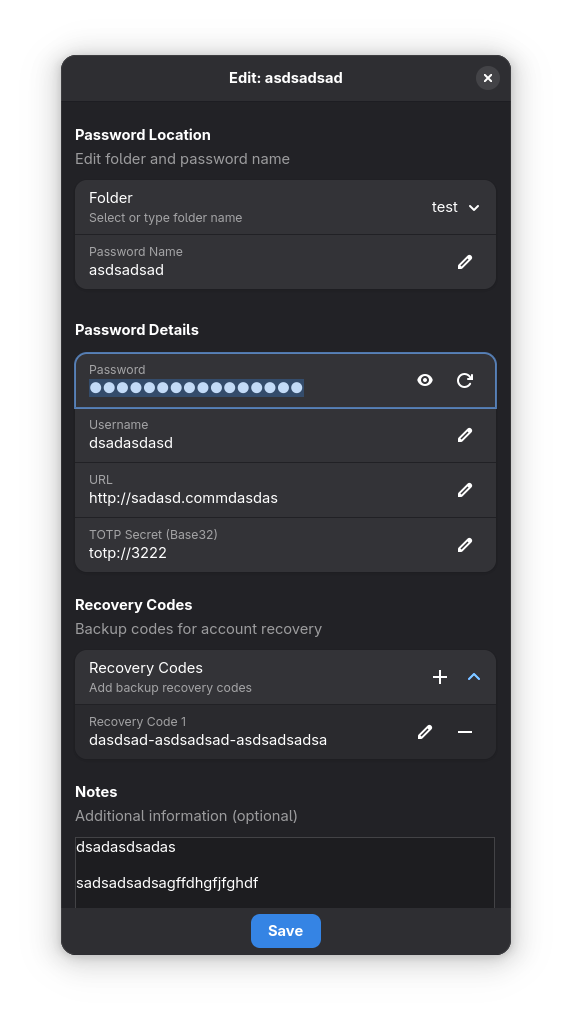 Edit: asdsadsad
Password Location
Edit folder and password name
Folder
Select or type folder name
test
Password Name
asdsadsad
Password Details
Password
●●●●●●●●●●●●●●●●
Username
dsadasdasd
URL
http://sadasd.commdasdas
TOTP Secret (Base32)
totp://3222
Recovery Codes
Backup codes for account recovery
Recovery Codes
Add backup recovery codes
Recovery Code 1
dasdsad-asdsadsad-asdsadsadsa
Notes
Additional information (optional)
dsadasdsadas
sadsadsadsagffdhgfjfghdf
Save